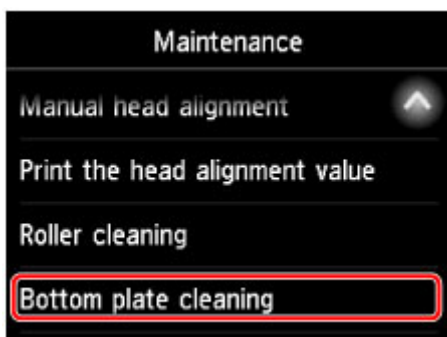 Maintenance
Manual head alignment
Print the head alignment value
Roller cleaning
Bottom plate cleaning